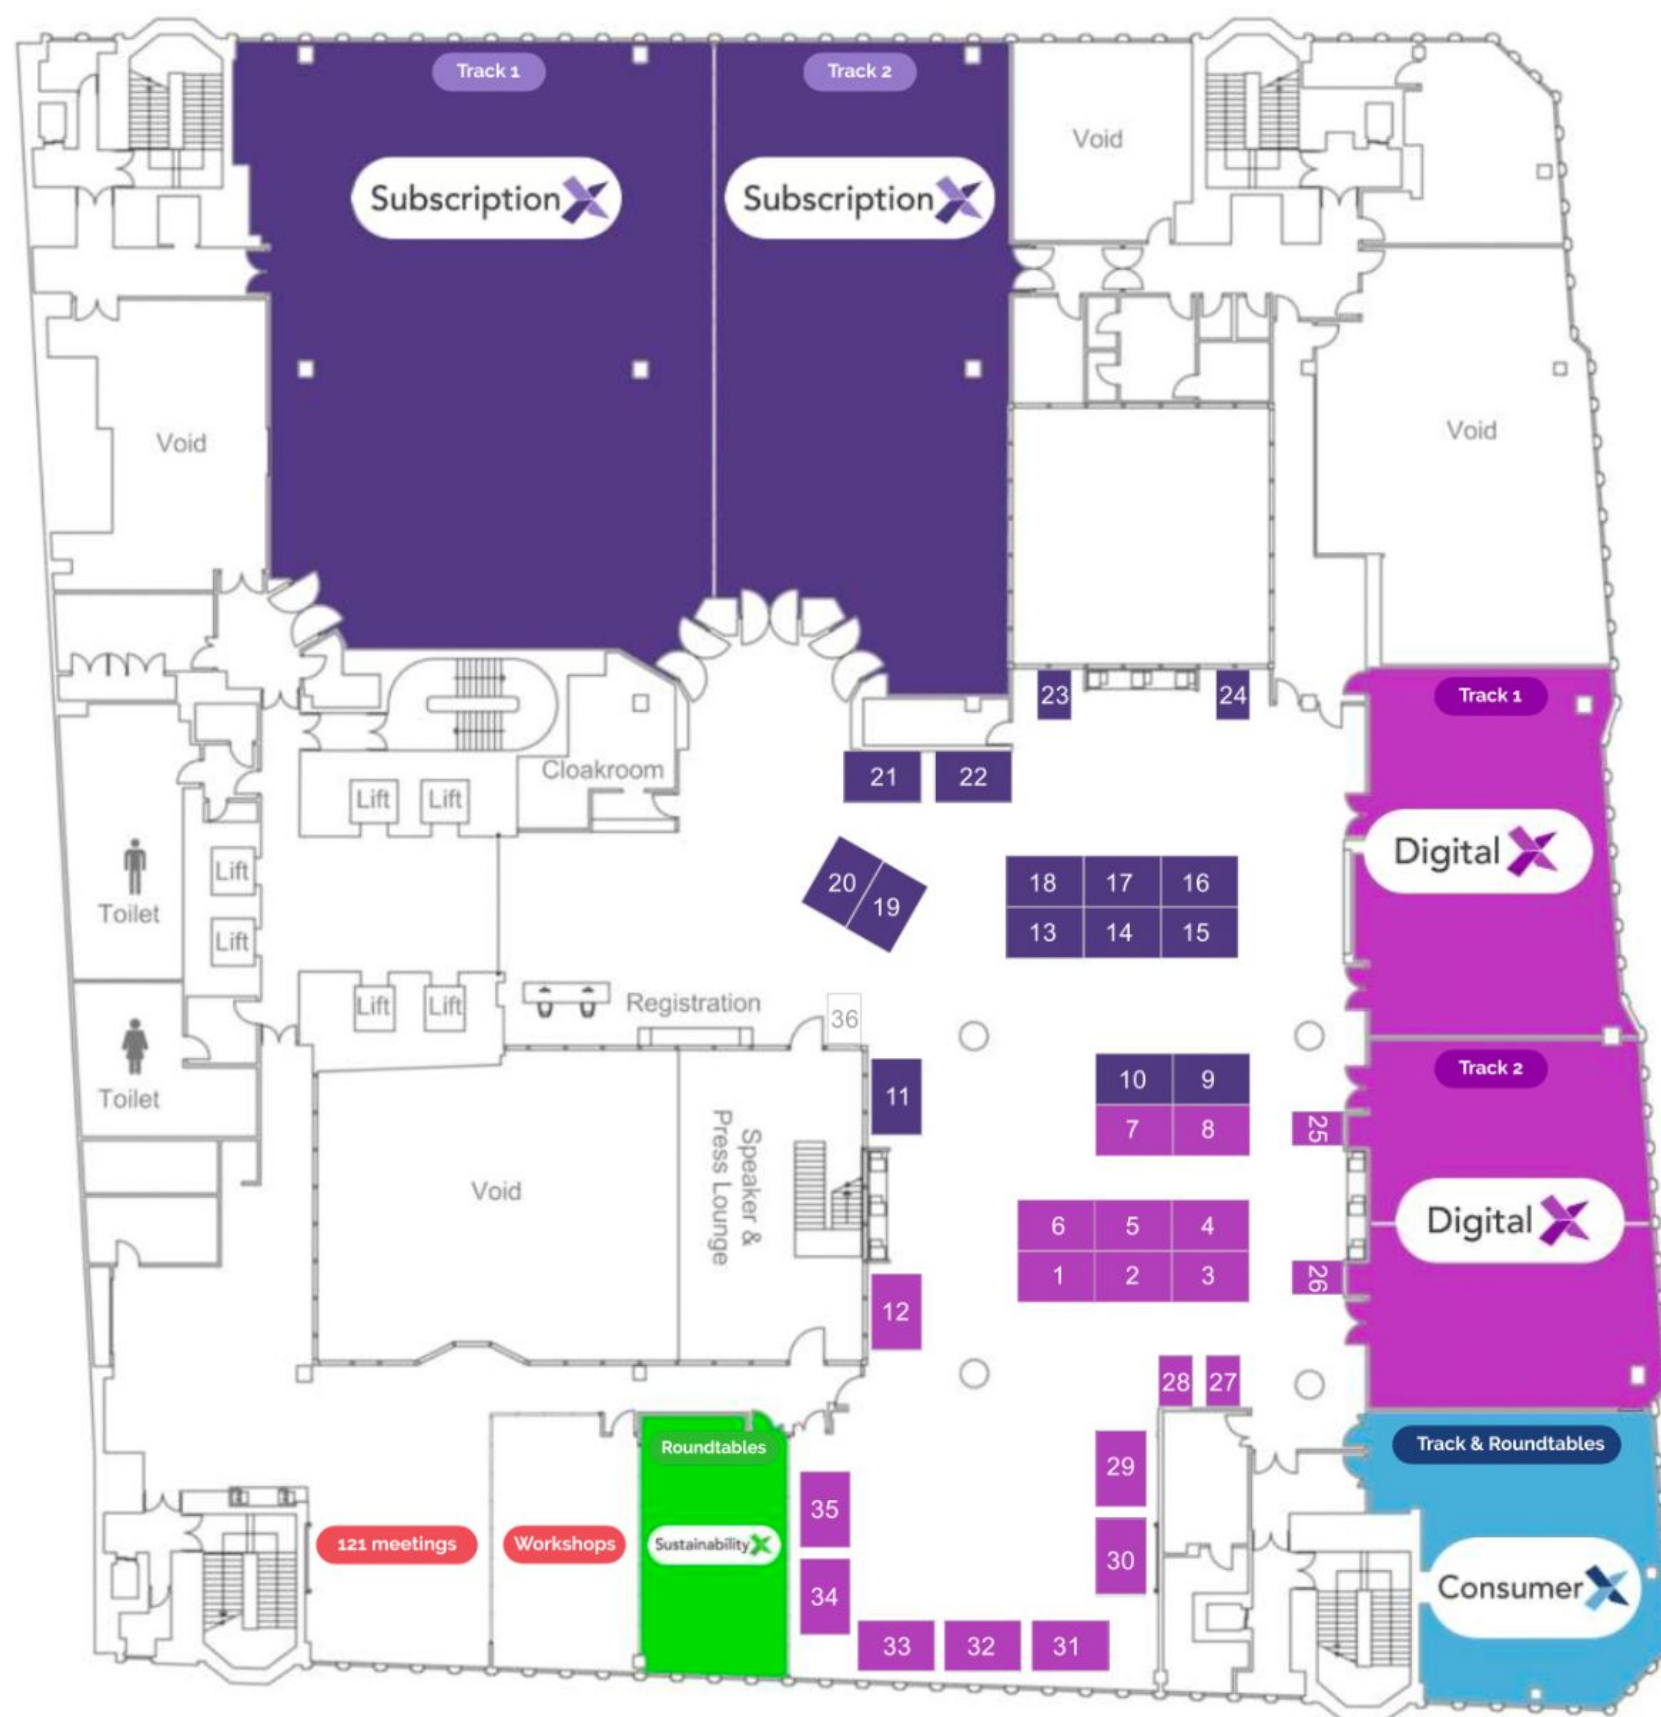 Track 1
Track 2
Void
Subscription
Subscription
Void
Void
23
24
Track 1
Cloakroom
21
22
Lift
Lift
Digital
Lift
Toilet
20
19
18
17
16
13
14
15
Lift
Lift
Lift
Registration
36
Toilet
11
10
9
Track 2
7
8
25
Void
Speaker &
Press Lounge
6
5
4
Digital
1
2
3
26
12
28
27
Roundtables
29
Track & Roundtables
35
121 meetings
Workshops
Sustainability
30
34
Consumer
33
32
31